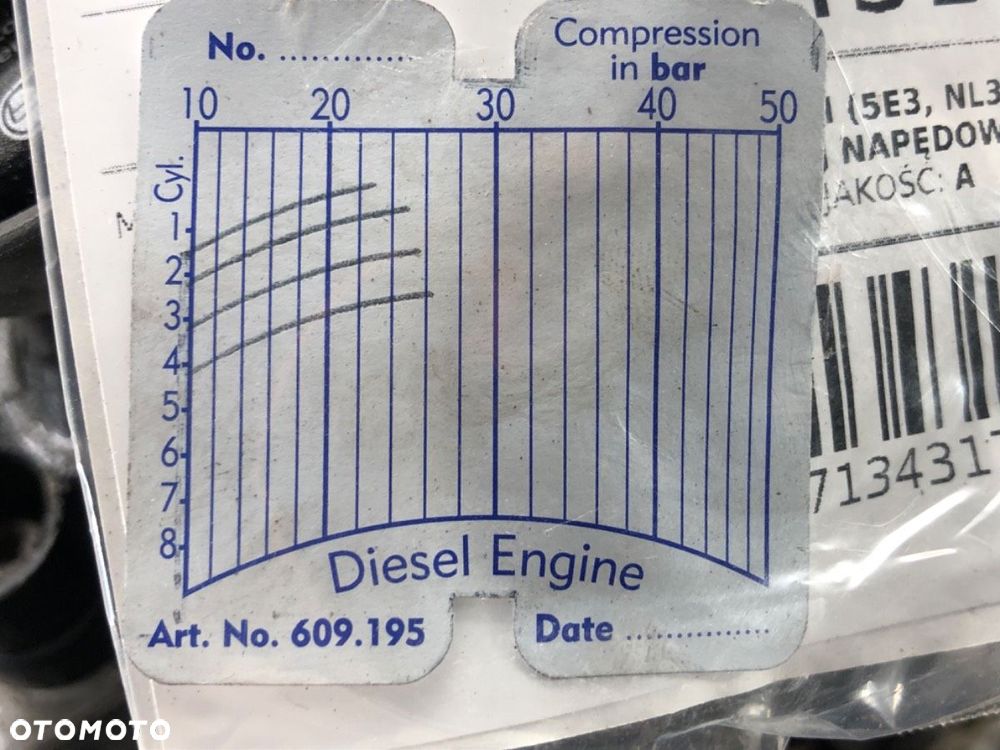 No. ..............
Compression
in bar
10 20 30 40 50
Cyl.
1
2
3
4
5
6
7
8
Diesel Engine
Art. No. 609.195
Date ...............
(5E3, NL3
NAPĘDOW
JAKOŚĆ: A
7134317
OTOMOTO